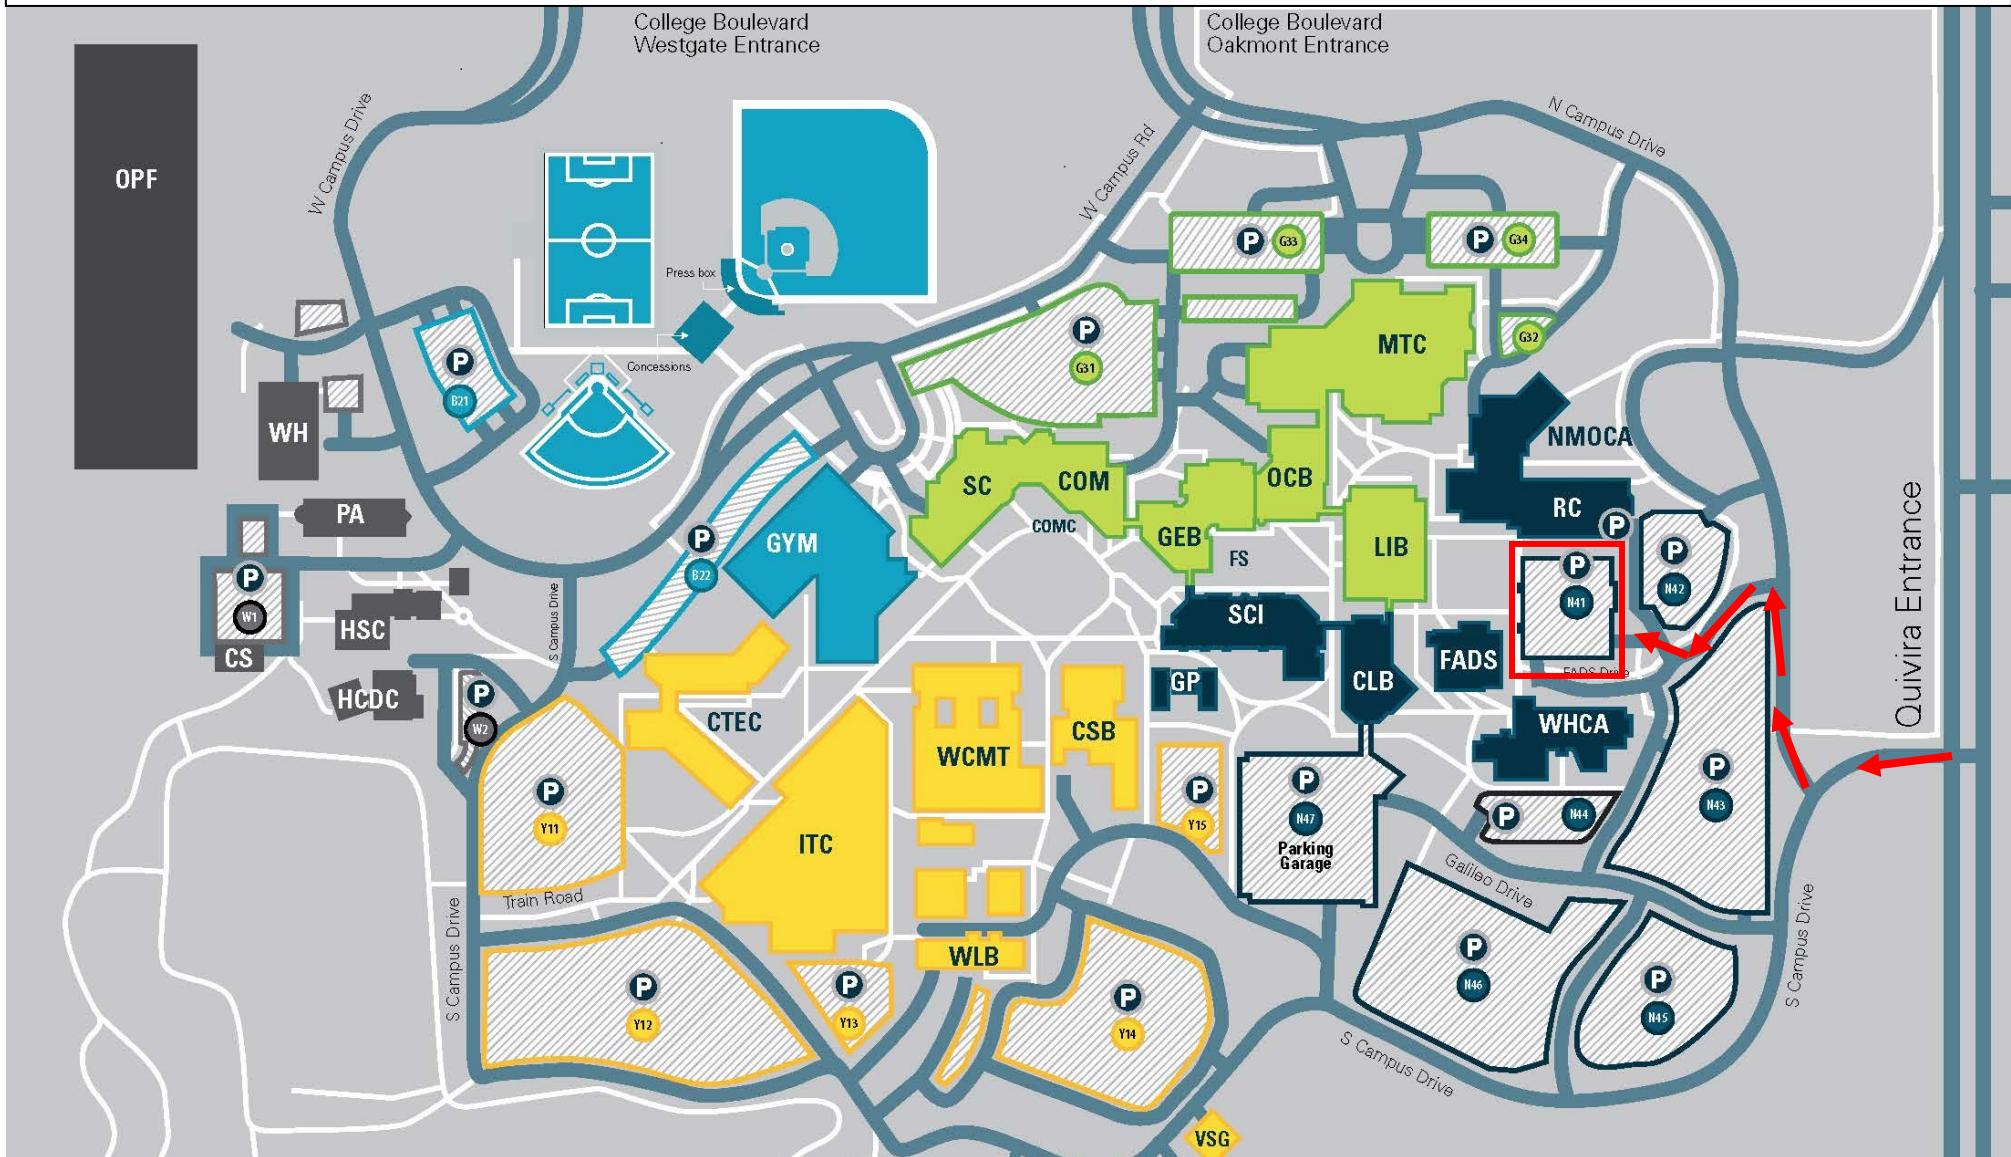 College Boulevard
Westgate Entrance
College Boulevard
Oakmont Entrance
W Campus Drive
N Campus Drive
W Campus Rd
OPF
P G33
P G34
Press box
Concessions
P
G31
MTC
G32
P
B21
WH
NMOCA
SC
COM
OCB
RC
P
PA
COMC
GEB
FS
LIB
GYM
P
B22
P
N41
P
N42
Quivira Entrance
P
W1
CS
HSC
S Campus Drive
SCI
FADS
FADS Drive
HCDC
P
W2
GP
CLB
CTEC
WCMT
CSB
WHCA
P
Y11
P
Y15
P
N47
Parking
Garage
P N44
P
N43
ITC
Galileo Drive
Train Road
S Campus Drive
S Campus Drive
WLB
P
Y12
P
Y13
P
Y14
P
N46
P
N45
S Campus Drive
VSG